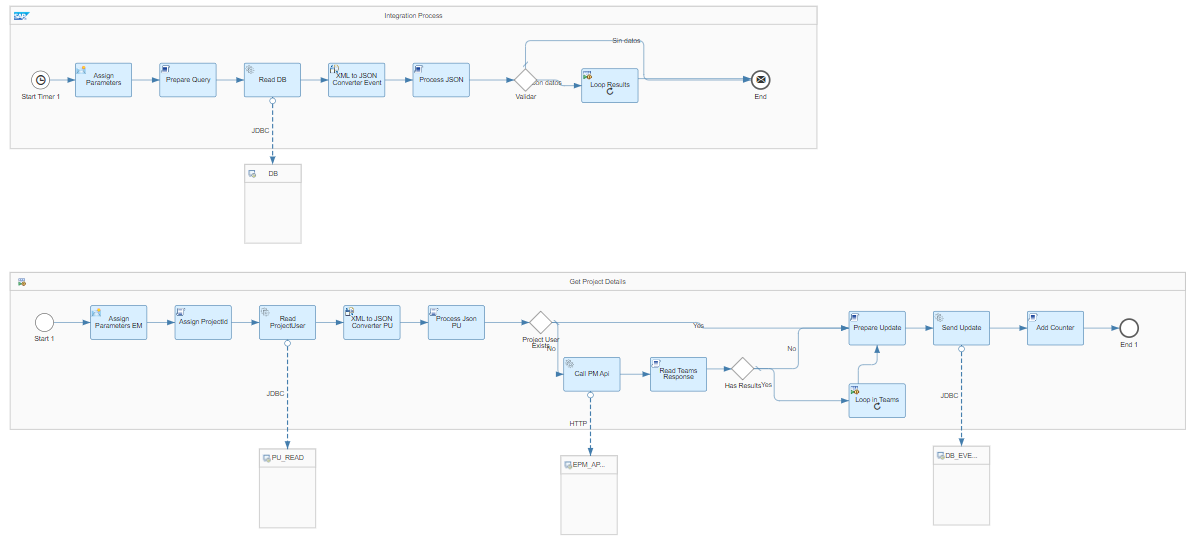 SAP
Integration Process
Sin datos
Start Timer 1
Assign
Parameters
Prepare Query
Read DB
XML to JSON
Converter Event
Process JSON
Con datos
Validar
Loop Results
End
JDBC
DB
Get Project Details
Start 1
Assign
Parameters EM
Assign ProjectId
Read
ProjectUser
XML to JSON
Converter PU
Process Json
PU
Project User
Exists
Yes
No
Call PM Api
Read Teams
Response
Has Results
No
Yes
Prepare Update
Loop in Teams
Send Update
Add Counter
End 1
JDBC
HTTP
JDBC
PU_READ
EPM_AP...
DB_EVE...